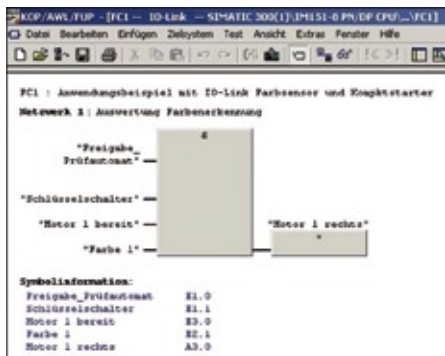 KOP/AWL/FUP - [FC1 -- IO-Link -- SIMATIC 300(1)\IM151-8 PN/DP CPU\...\FC1]
Datei Bearbeiten Einfügen Zielsystem Test Ansicht Extras Fenster Hilfe
FC1 : Anwendungsbeispiel mit IO-Link Farbsensor und Kompktstarter
Netzwerk 1: Auswertung Farbenerkennung
&
"Freigabe_
Prüfautomat"
"Schlüsselschalter"
"Motor 1 bereit"
"Motor 1 rechts"
"Farbe 1"
=
Symbolinformation:
Freigabe_Prüfautomat E1.0
Schlüsselschalter E1.1
Motor 1 bereit E3.0
Farbe 1 E2.1
Motor 1 rechts A3.0